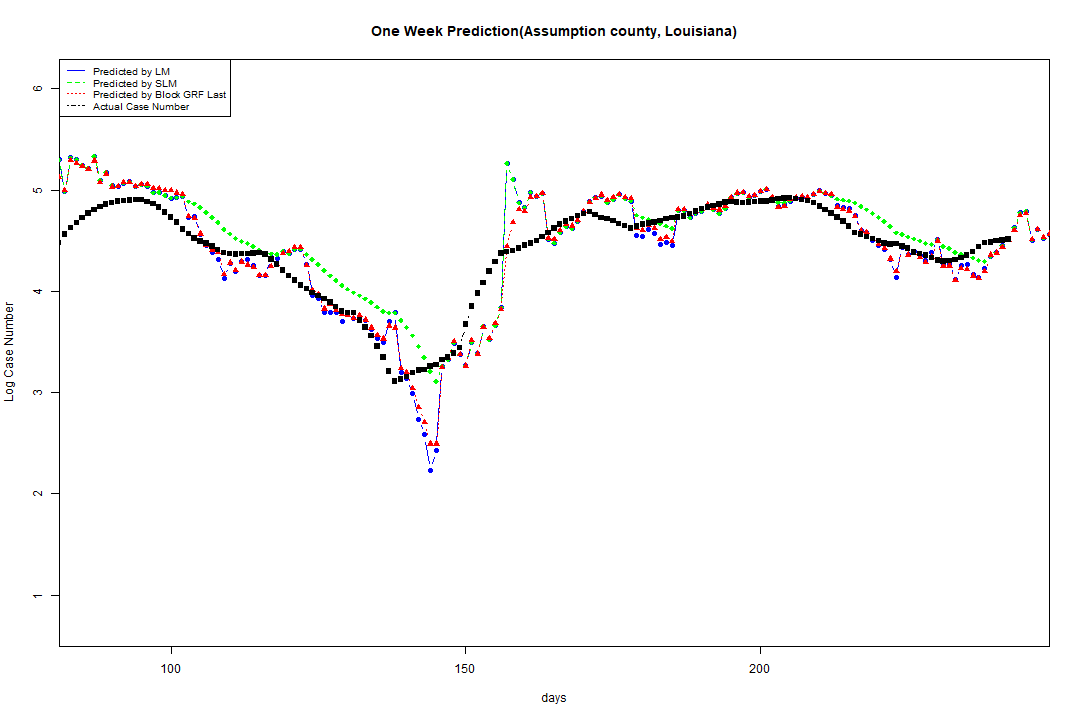 One Week Prediction(Assumption county, Louisiana)
Predicted by LM
Predicted by SLM
Predicted by Block GRF Last
Actual Case Number
6
5
4
3
2
1
Log Case Number
100 150 200
days